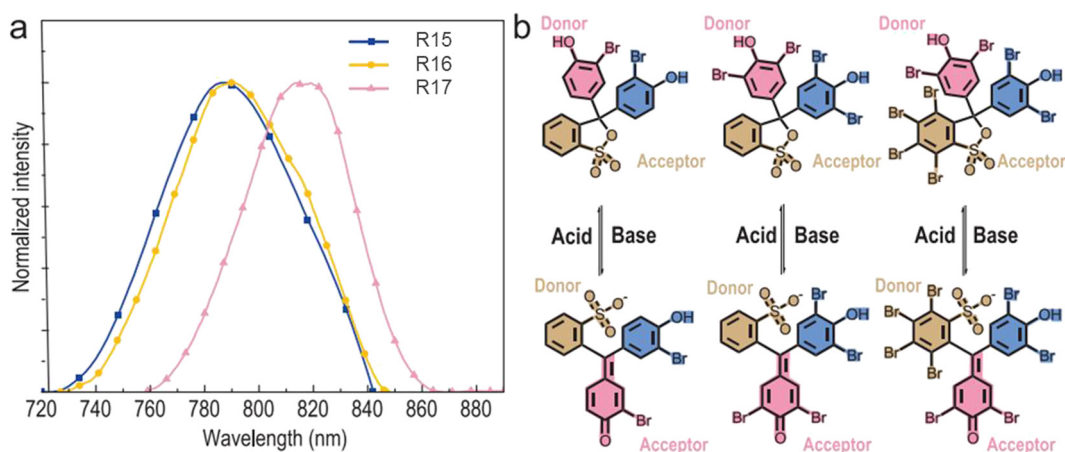 a
R15
R16
R17
Normalized intensity
720 740 760 780 800 820 840 860 880
Wavelength (nm)
b
Donor Donor Donor
HO Br Br OH
HO Br Br Br OH Br
HO Br Br Br OH Br
O S O O
O S O O
Br Br Br Br O S O O
Acceptor Acceptor Acceptor
Acid Base Acid Base Acid Base
Donor Donor Donor
O S O O- OH Br
O S O O- Br OH Br
Br Br Br Br O S O O- Br OH Br
Br O
Br Br O
Br Br O
Acceptor Acceptor Acceptor